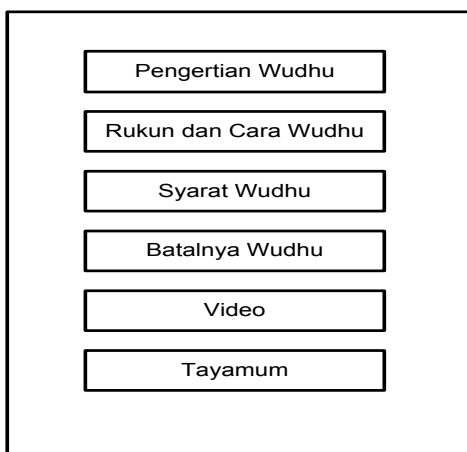 Pengertian Wudhu
Rukun dan Cara Wudhu
Syarat Wudhu
Batalnya Wudhu
Video
Tayamum